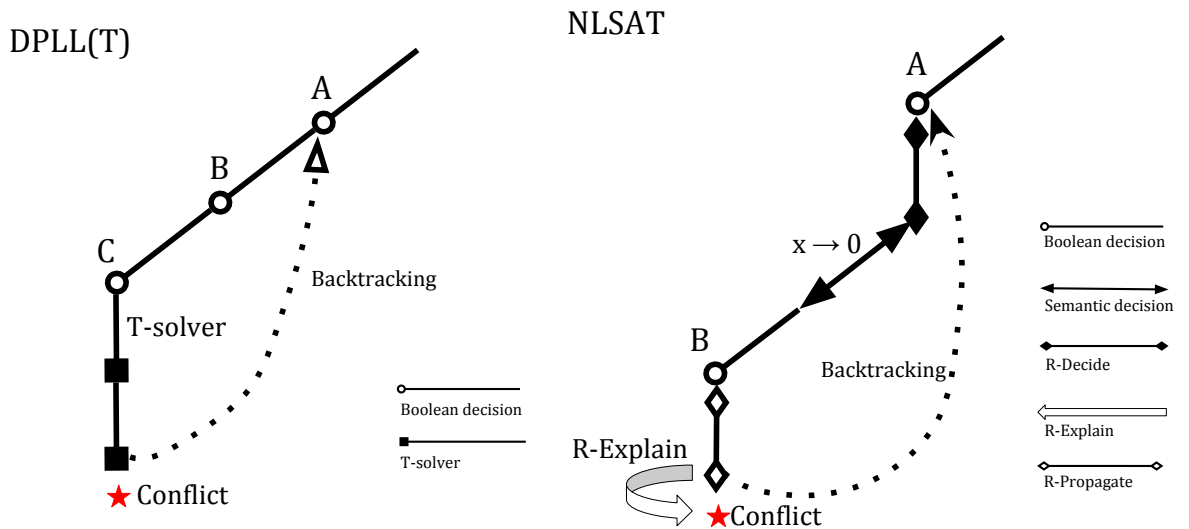 DPLL(T)
A
B
C
T-solver
Backtracking
Conflict
Boolean decision
T-solver
NLSAT
A
x → 0
B
Backtracking
R-Explain
Conflict
Boolean decision
Semantic decision
R-Decide
R-Explain
R-Propagate